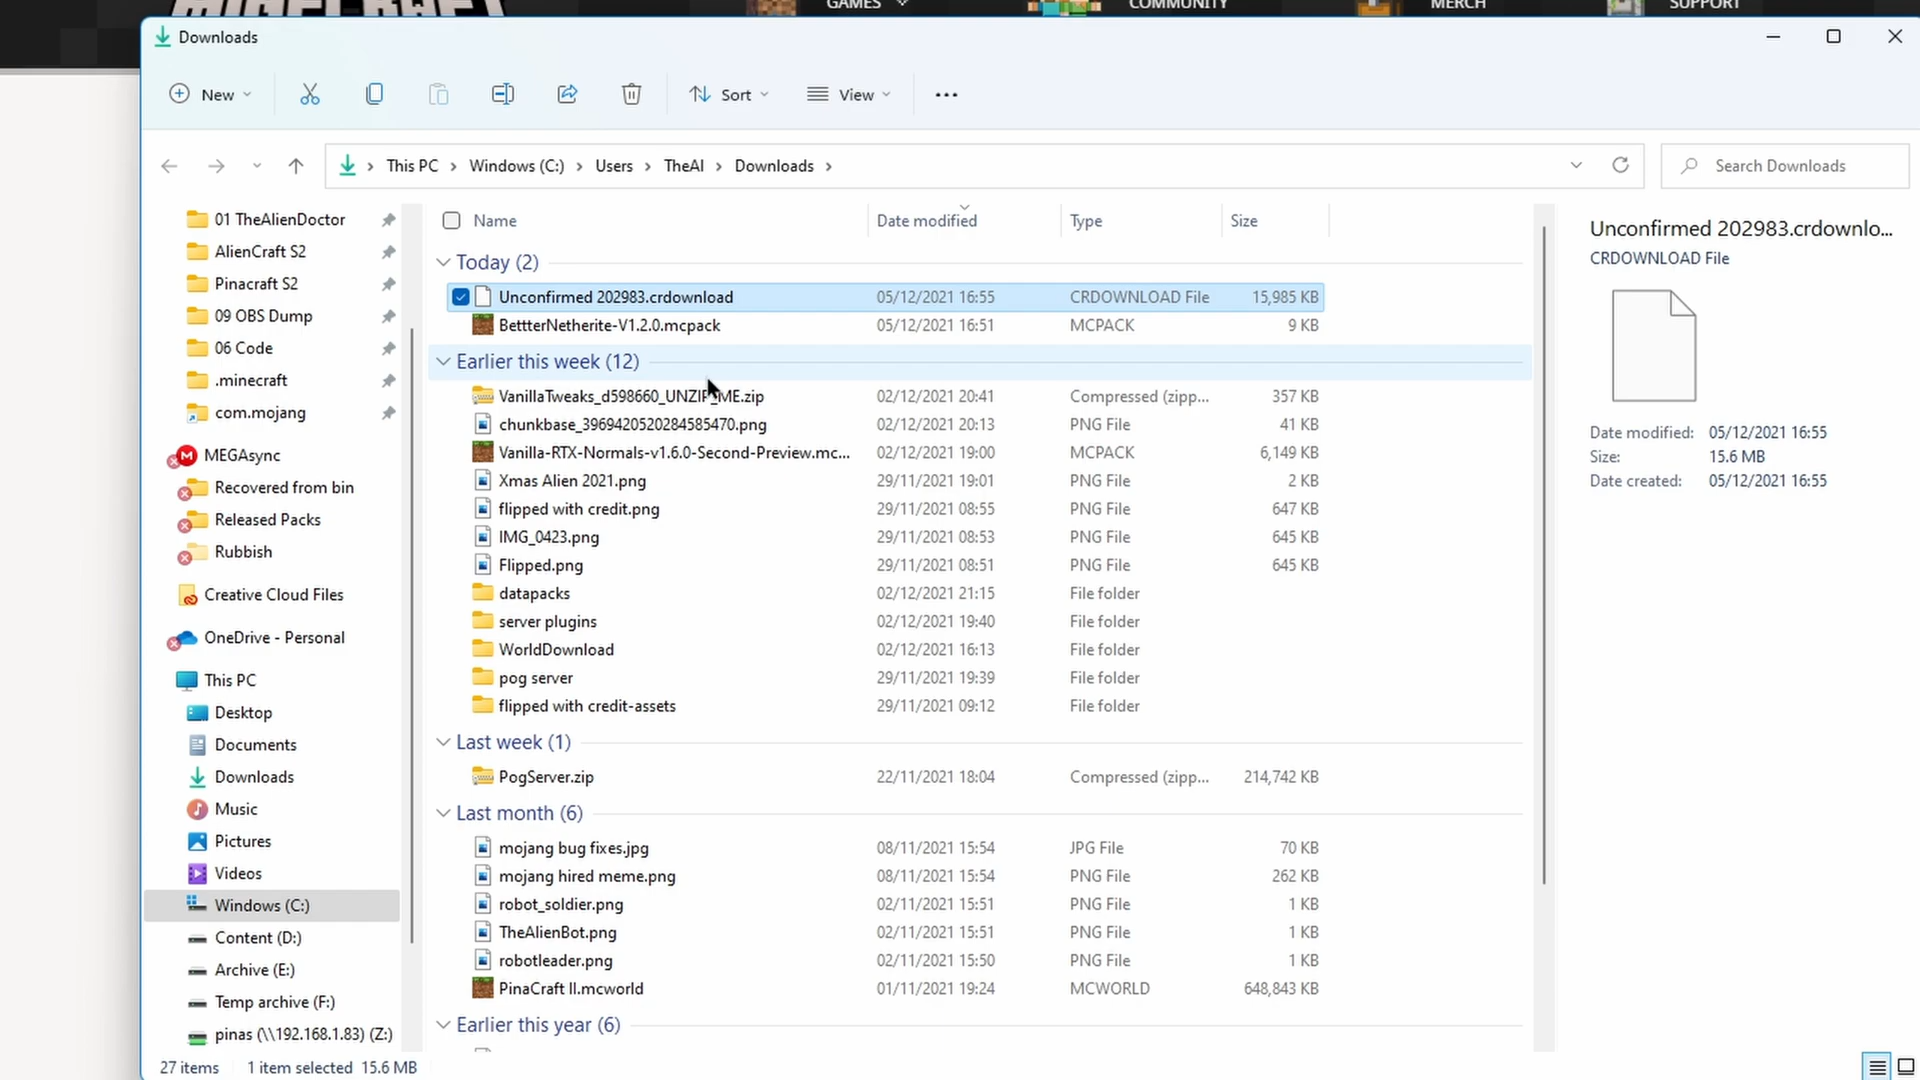 MINECRAFT GAMES COMMUNITY MERCH SUPPORT
Downloads
New Sort View
This PC Windows (C:) Users TheAl Downloads Search Downloads
01 TheAlienDoctor
AlienCraft S2
Pinacraft S2
09 OBS Dump
06 Code
.minecraft
com.mojang
MEGAsync
Recovered from bin
Released Packs
Rubbish
Creative Cloud Files
OneDrive - Personal
This PC
Desktop
Documents
Downloads
Music
Pictures
Videos
Windows (C:)
Content (D:)
Archive (E:)
Temp archive (F:)
pinas (\\192.168.1.83) (Z:)
Name Date modified Type Size
Today (2)
Unconfirmed 202983.crdownload 05/12/2021 16:55 CRDOWNLOAD File 15,985 KB
BettterNetherite-V1.2.0.mcpack 05/12/2021 16:51 MCPACK 9 KB
Earlier this week (12)
VanillaTweaks_d598660_UNZIP_ME.zip 02/12/2021 20:41 Compressed (zipp... 357 KB
chunkbase_3969420520284585470.png 02/12/2021 20:13 PNG File 41 KB
Vanilla-RTX-Normals-v1.6.0-Second-Preview.mc... 02/12/2021 19:00 MCPACK 6,149 KB
Xmas Alien 2021.png 29/11/2021 19:01 PNG File 2 KB
flipped with credit.png 29/11/2021 08:55 PNG File 647 KB
IMG_0423.png 29/11/2021 08:53 PNG File 645 KB
Flipped.png 29/11/2021 08:51 PNG File 645 KB
datapacks 02/12/2021 21:15 File folder
server plugins 02/12/2021 19:40 File folder
WorldDownload 02/12/2021 16:13 File folder
pog server 29/11/2021 19:39 File folder
flipped with credit-assets 29/11/2021 09:12 File folder
Last week (1)
PogServer.zip 22/11/2021 18:04 Compressed (zipp... 214,742 KB
Last month (6)
mojang bug fixes.jpg 08/11/2021 15:54 JPG File 70 KB
mojang hired meme.png 08/11/2021 15:54 PNG File 262 KB
robot_soldier.png 02/11/2021 15:51 PNG File 1 KB
TheAlienBot.png 02/11/2021 15:51 PNG File 1 KB
robotleader.png 02/11/2021 15:50 PNG File 1 KB
PinaCraft II.mcworld 01/11/2021 19:24 MCWORLD 648,843 KB
Earlier this year (6)
Unconfirmed 202983.crdownlo...
CRDOWNLOAD File
Date modified: 05/12/2021 16:55
Size: 15.6 MB
Date created: 05/12/2021 16:55
27 items 1 item selected 15.6 MB